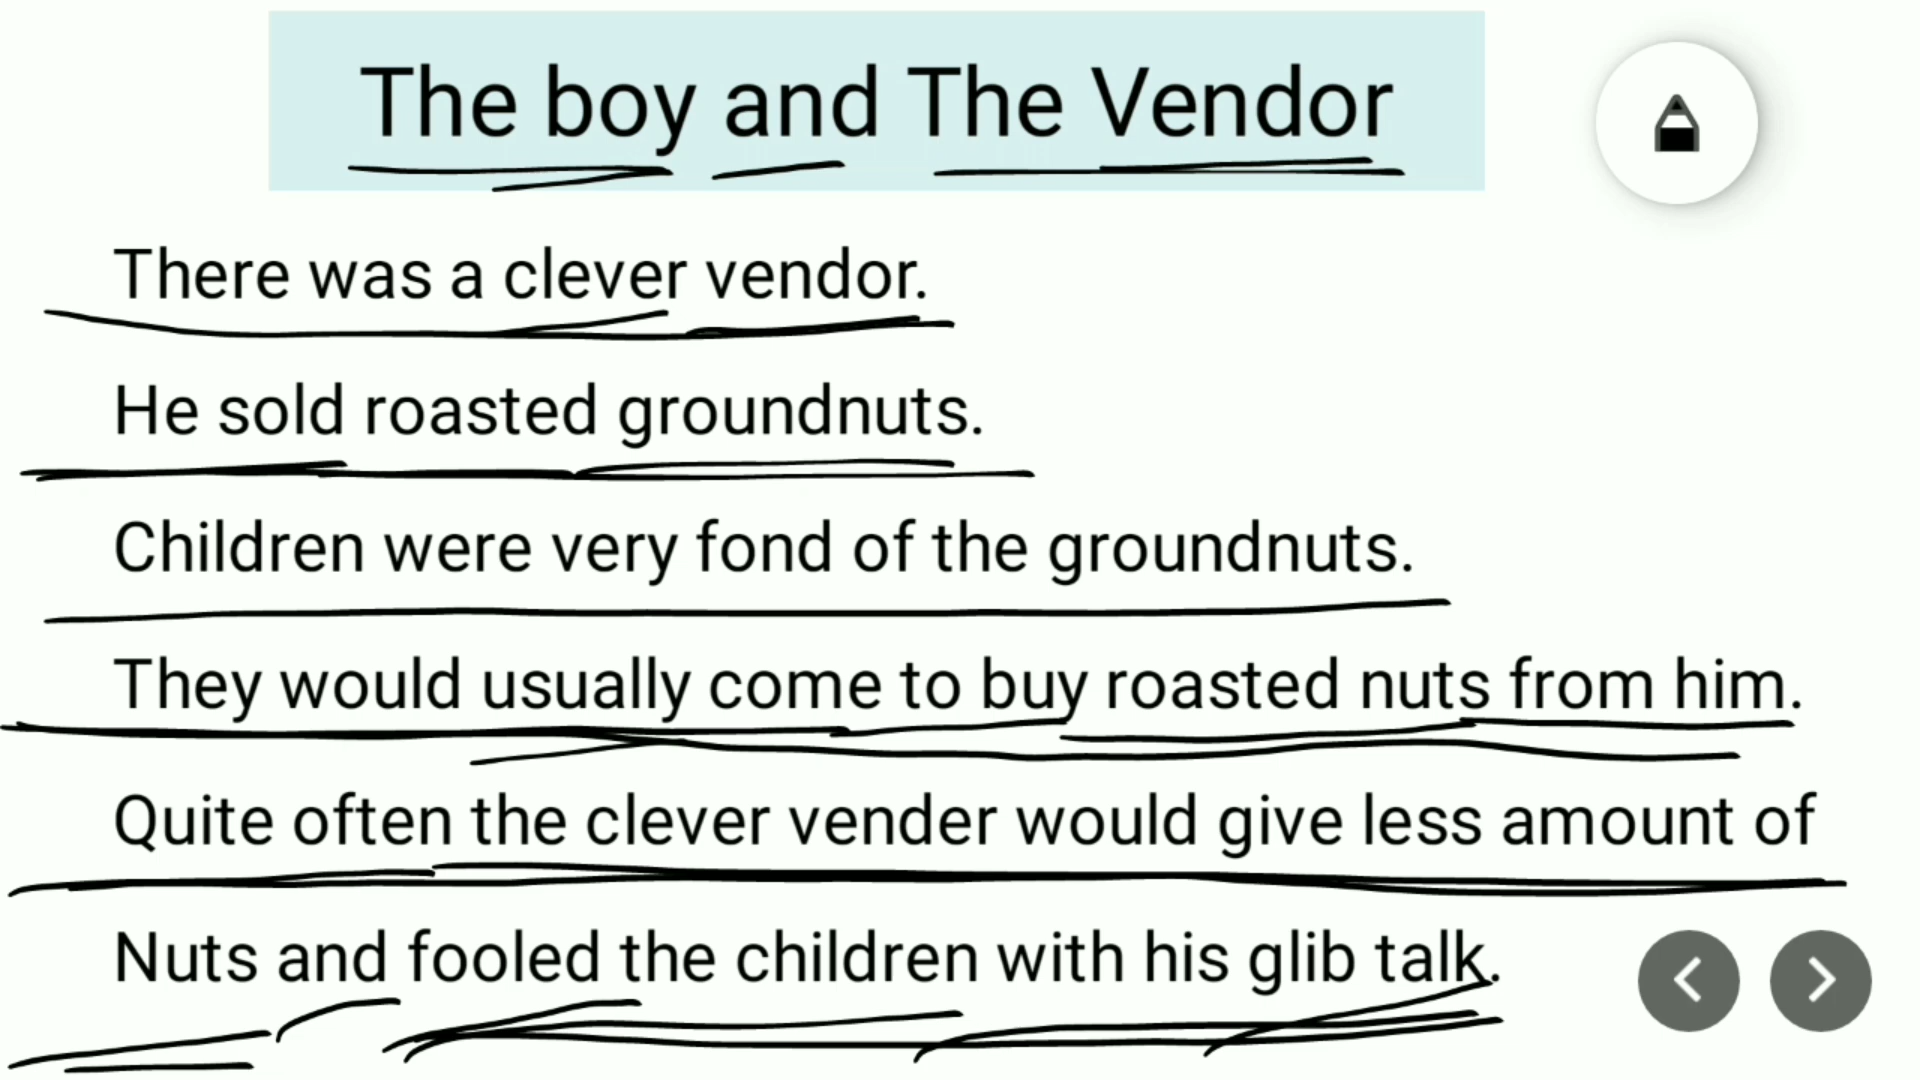 The boy and The Vendor
There was a clever vendor.
He sold roasted groundnuts.
Children were very fond of the groundnuts.
They would usually come to buy roasted nuts from him.
Quite often the clever vender would give less amount of
Nuts and fooled the children with his glib talk.